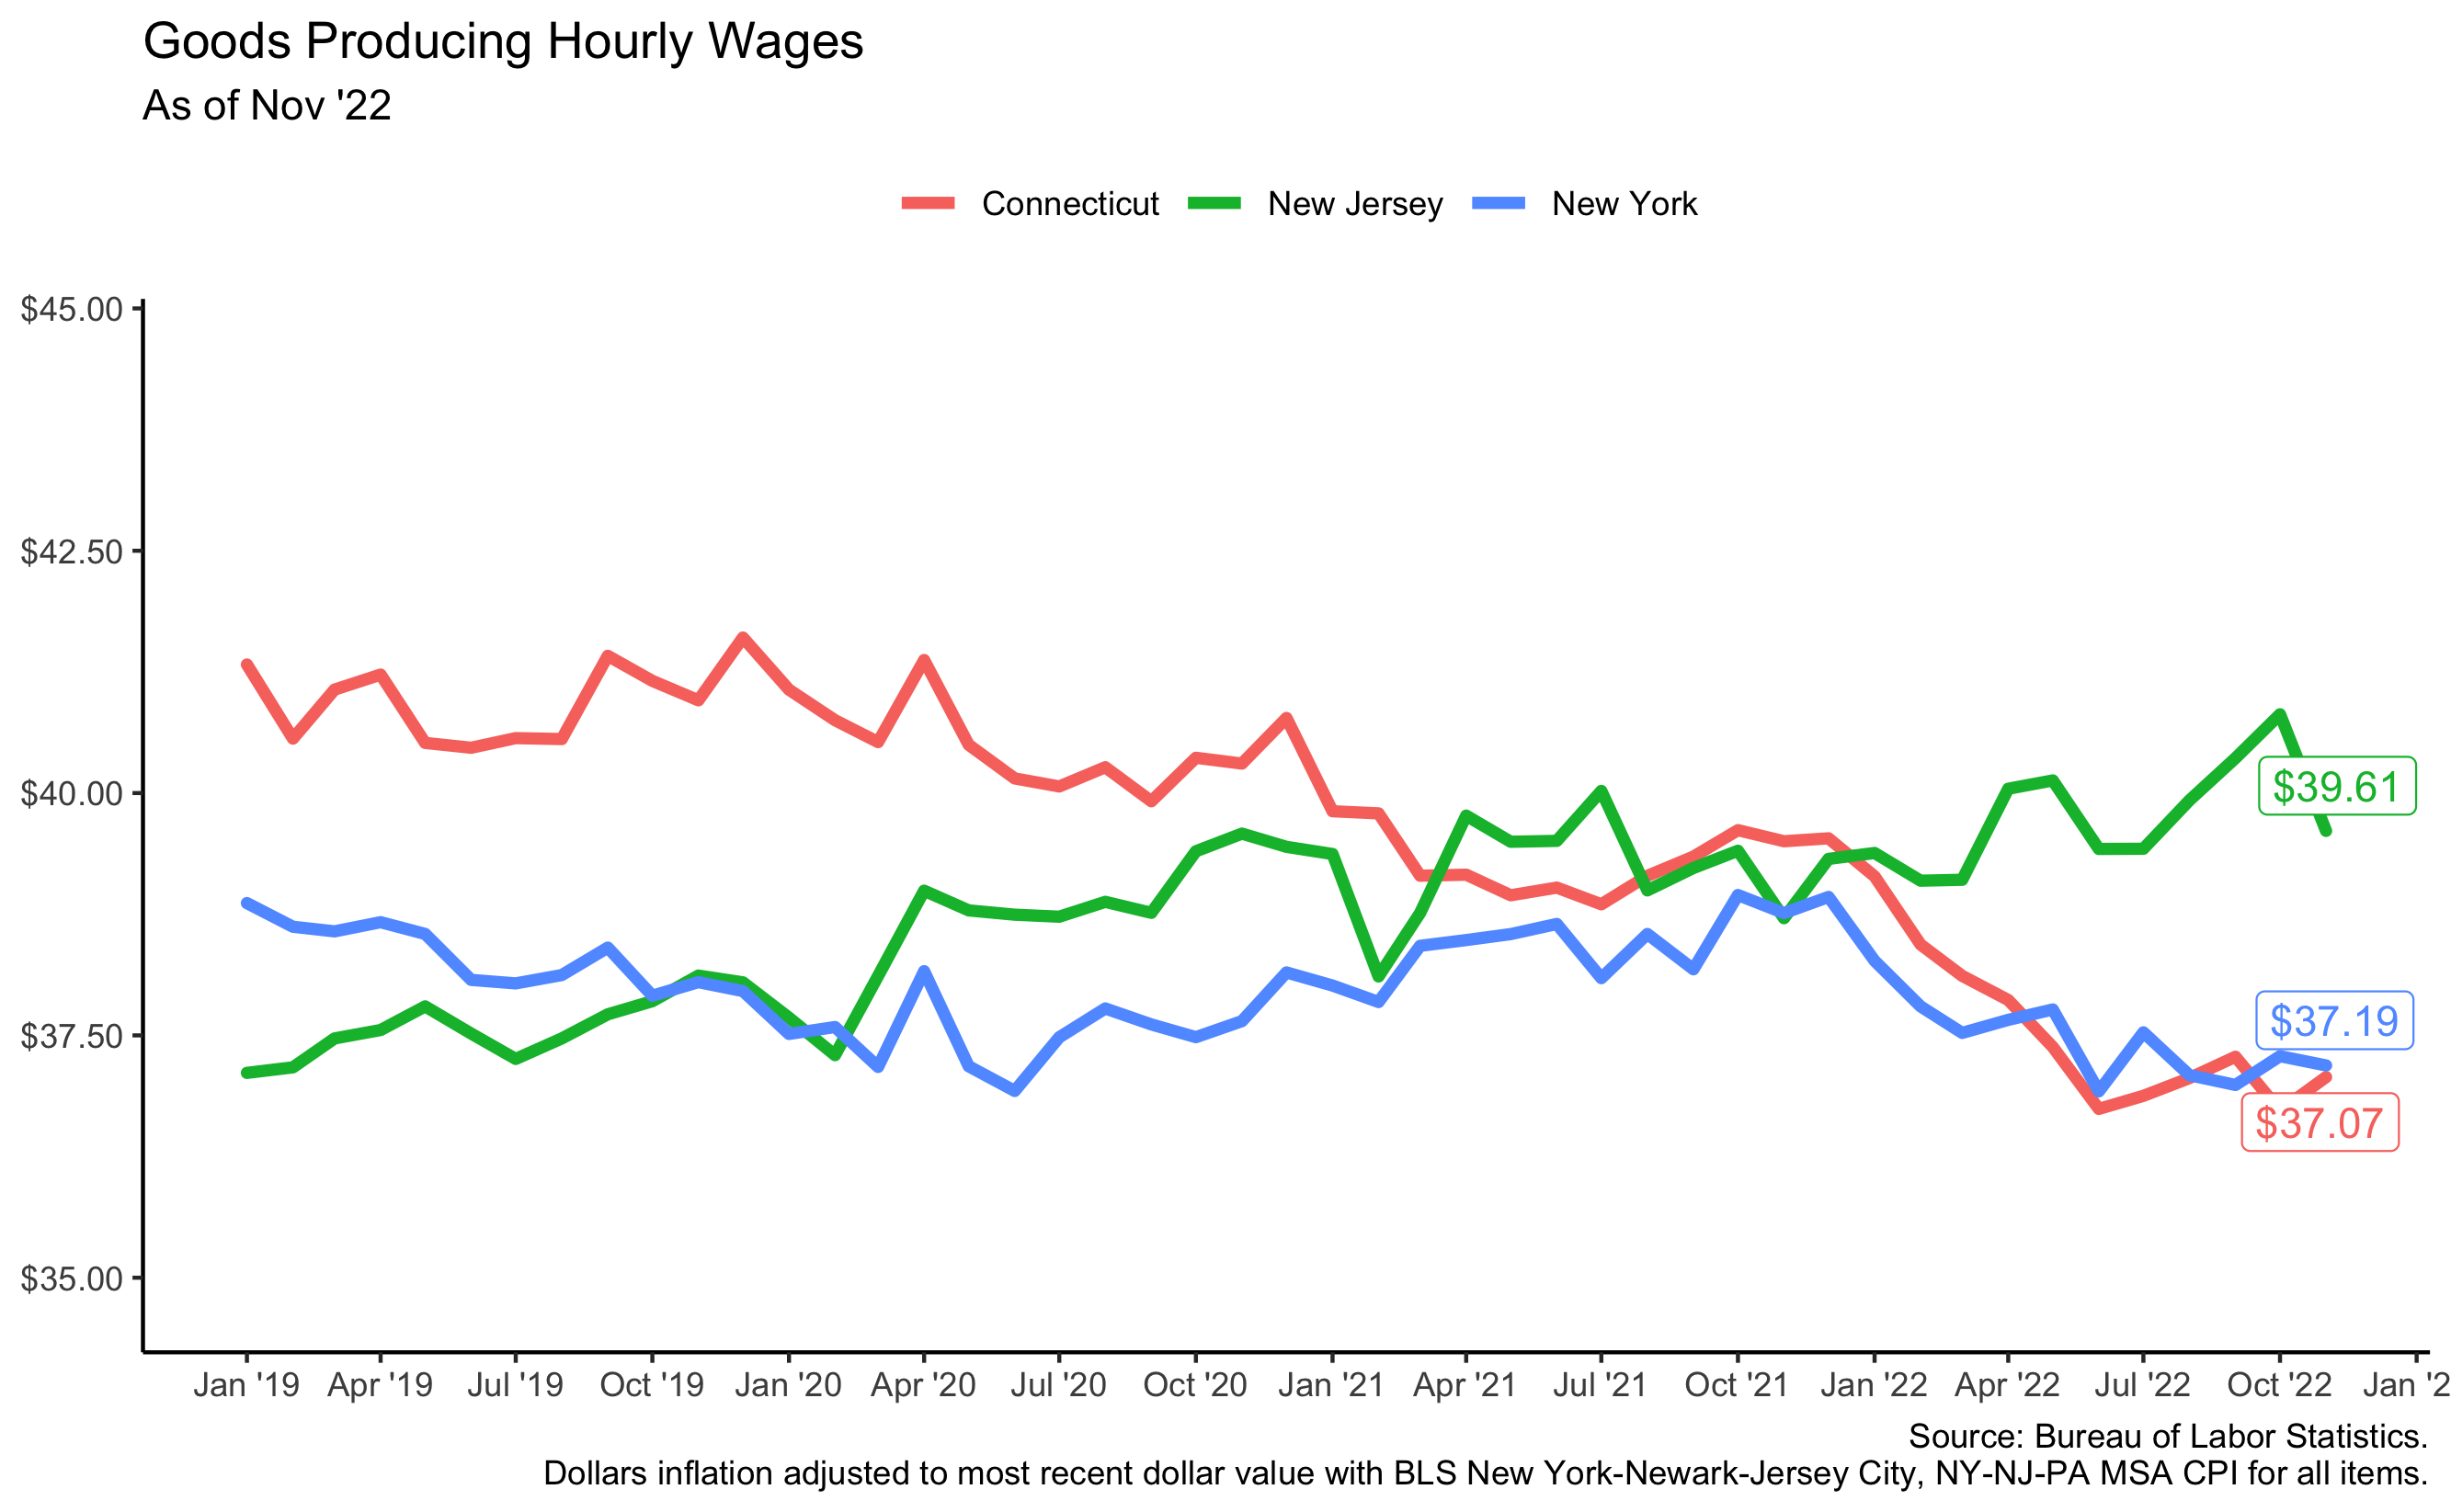 Goods Producing Hourly Wages
As of Nov '22
Connecticut New Jersey New York
$45.00
$42.50
$40.00
$37.50
$35.00
$39.61
$37.19
$37.07
Jan '19 Apr '19 Jul '19 Oct '19 Jan '20 Apr '20 Jul '20 Oct '20 Jan '21 Apr '21 Jul '21 Oct '21 Jan '22 Apr '22 Jul '22 Oct '22 Jan '2
Source: Bureau of Labor Statistics.
Dollars inflation adjusted to most recent dollar value with BLS New York-Newark-Jersey City, NY-NJ-PA MSA CPI for all items.